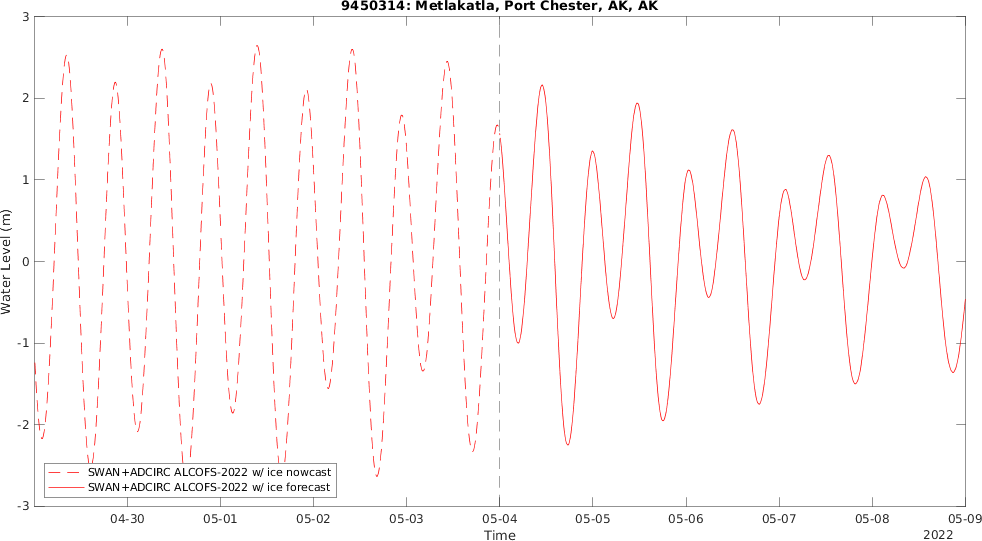 9450314: Metlakatla, Port Chester, AK, AK
3
2
1
0
-1
-2
-3
Water Level (m)
SWAN+ADCIRC ALCOFS-2022 w/ ice nowcast
SWAN+ADCIRC ALCOFS-2022 w/ ice forecast
04-30 05-01 05-02 05-03 05-04 05-05 05-06 05-07 05-08 05-09
Time
2022